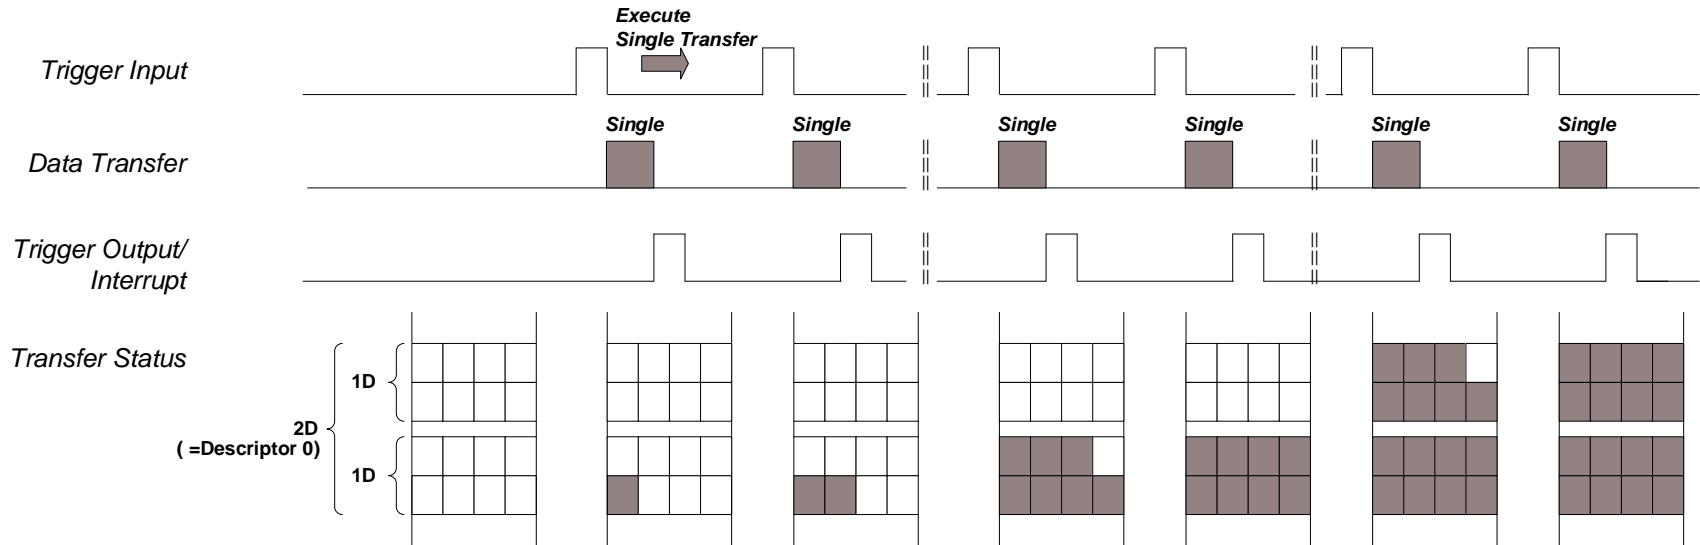 Execute
Single Transfer
Trigger Input
Single
Single
Single
Single
Single
Single
Data Transfer
Trigger Output/
Interrupt
Transfer Status
1D
2D
( =Descriptor 0)
1D